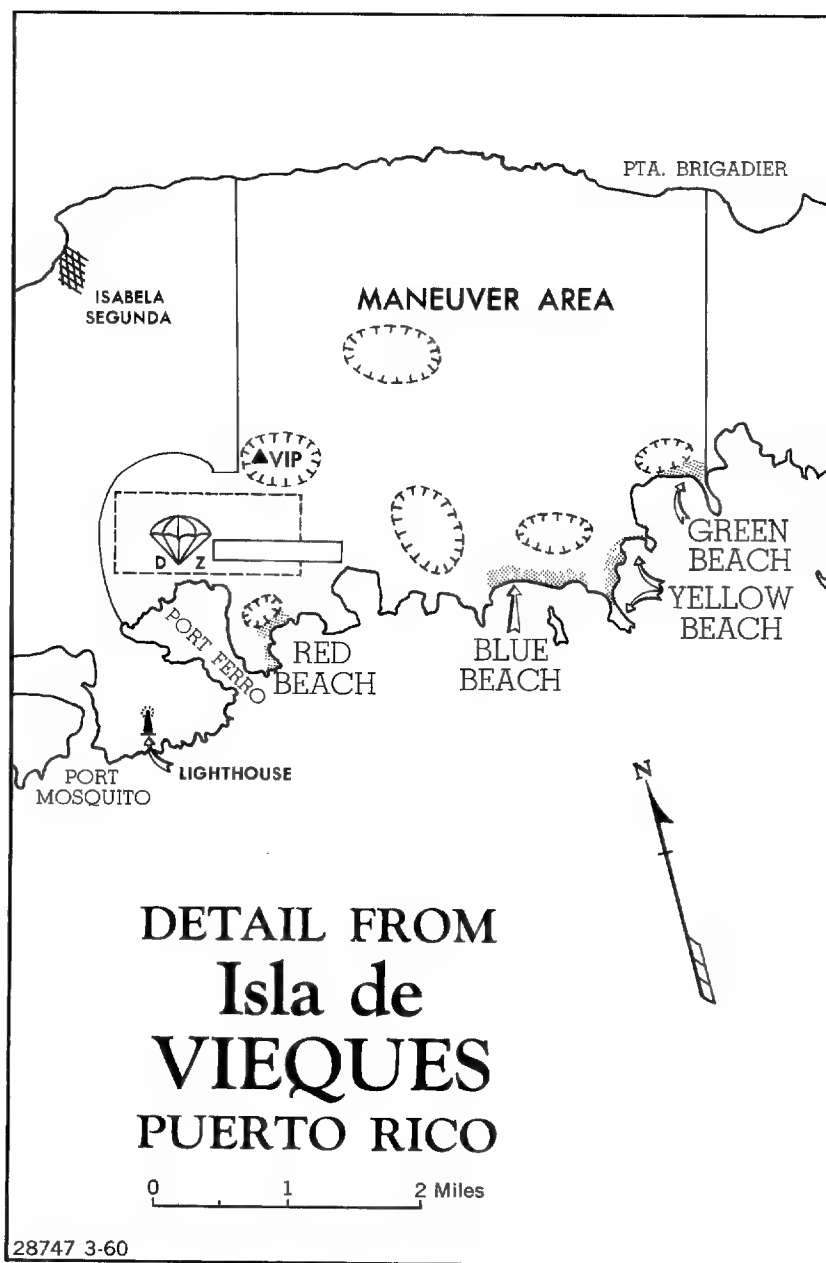 PTA. BRIGADIER
ISABELA
SEGUNDA
MANEUVER AREA
VIP
D Z
GREEN
BEACH
YELLOW
BEACH
BLUE
BEACH
RED
BEACH
PORT FERRO
LIGHTHOUSE
PORT
MOSQUITO
N
DETAIL FROM
Isla de
VIEQUES
PUERTO RICO
0 1 2 Miles
28747 3-60